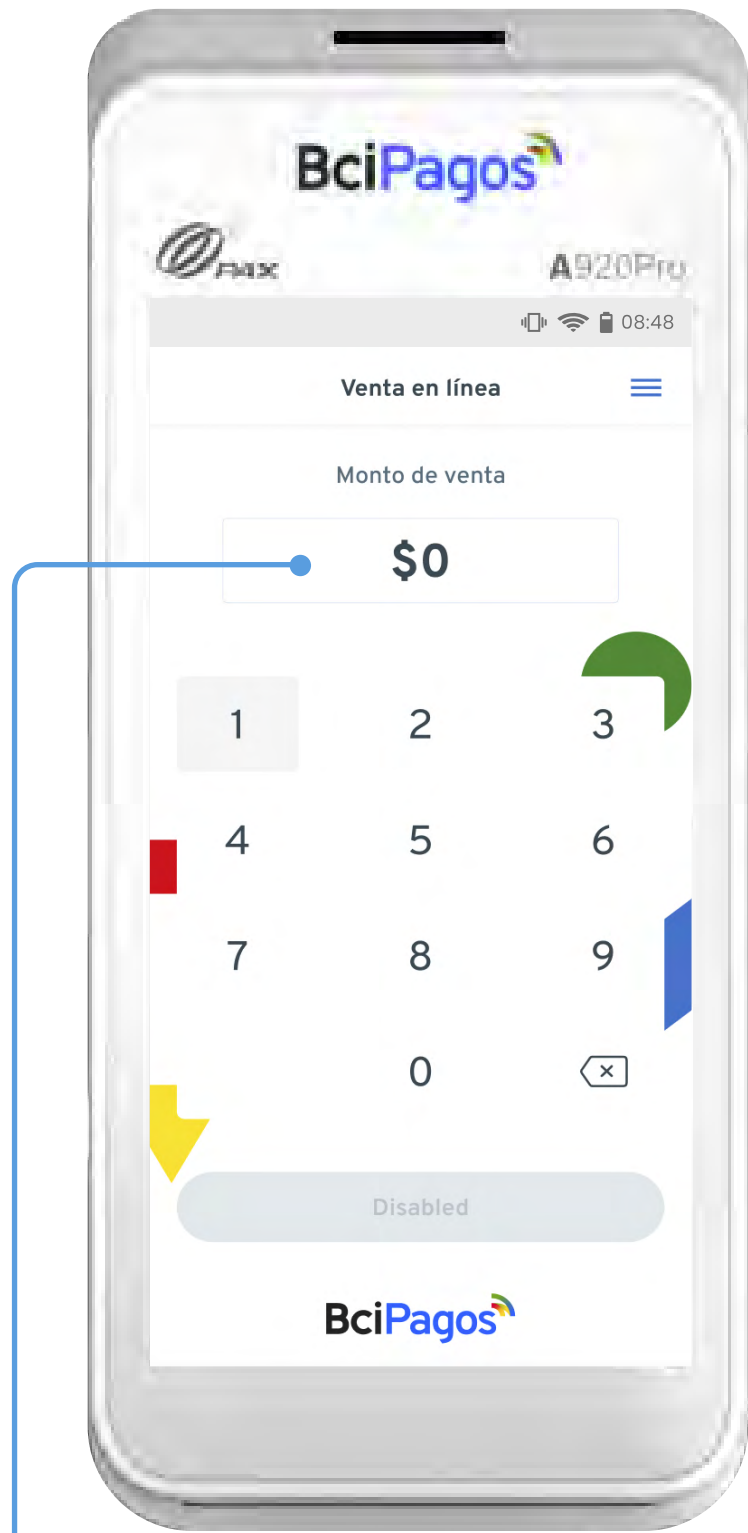 BciPagos
PAX
A920Pro
08:48
Venta en línea
Monto de venta
$0
1 2 3
4 5 6
7 8 9
0
Disabled
BciPagos